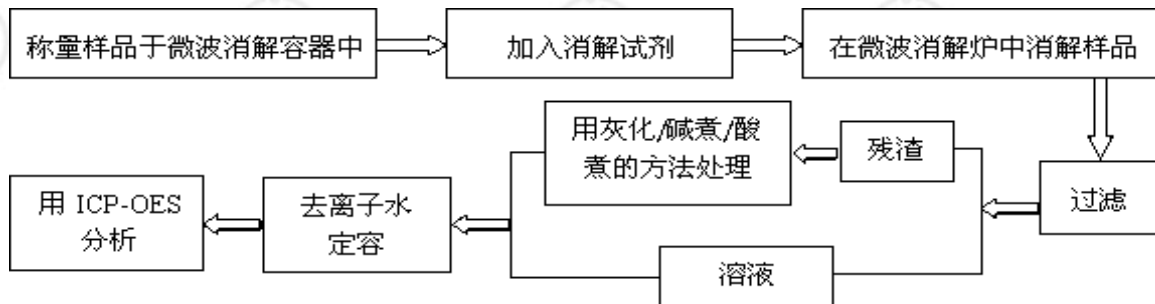 称量样品于微波消解容器中
加入消解试剂
在微波消解炉中消解样品
用灰化/碱煮/酸
煮的方法处理
残渣
过滤
用 ICP-OES
分析
去离子水
定容
溶液